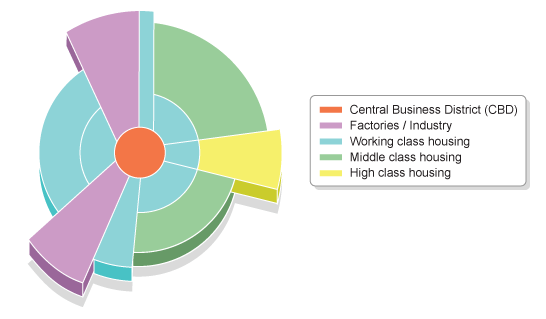 Central Business District (CBD)
Factories / Industry
Working class housing
Middle class housing
High class housing